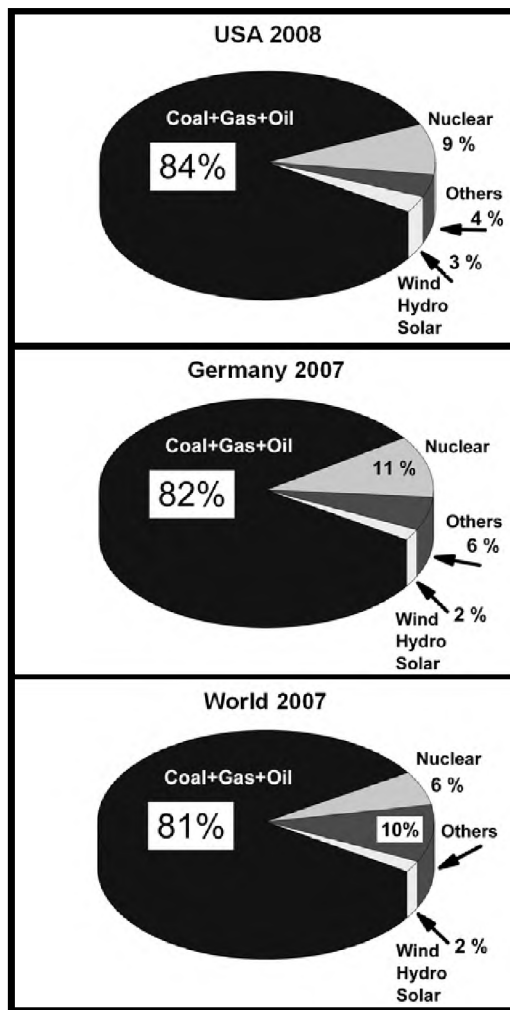 USA 2008
Coal+Gas+Oil
84%
Nuclear
9 %
Others
4 %
3 %
Wind
Hydro
Solar
Germany 2007
Coal+Gas+Oil
82%
Nuclear
11 %
Others
6 %
2 %
Wind
Hydro
Solar
World 2007
Coal+Gas+Oil
81%
Nuclear
6 %
10%
Others
2 %
Wind
Hydro
Solar